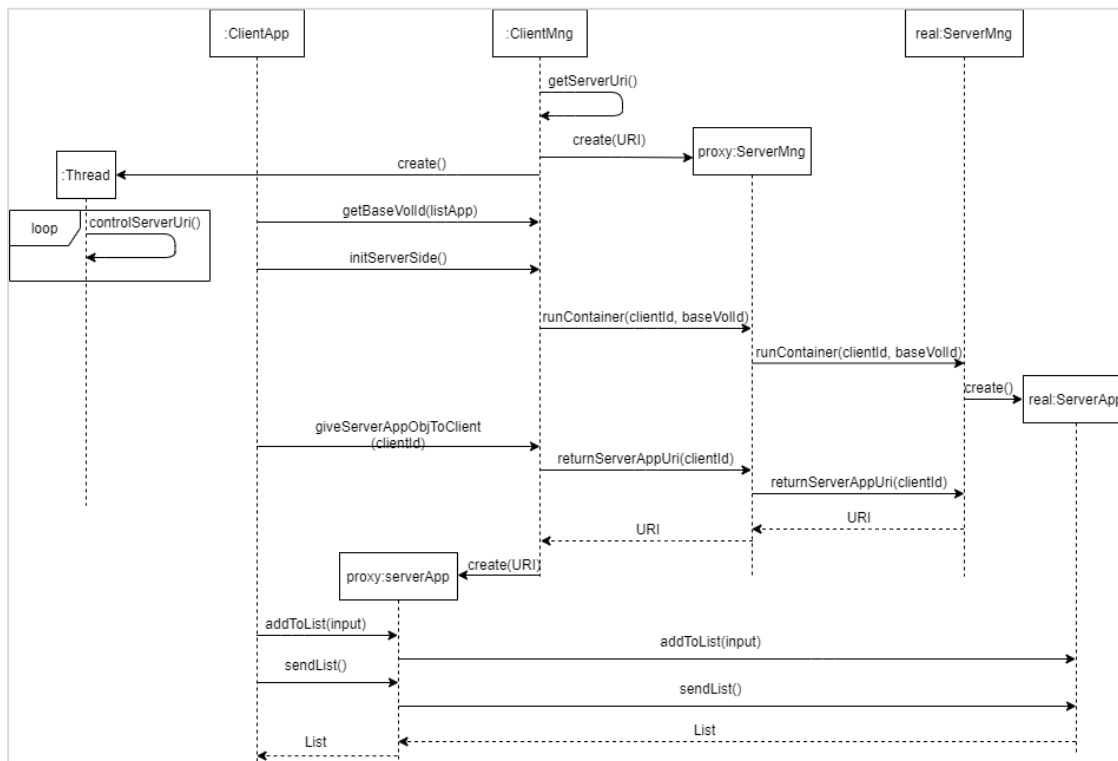 :ClientApp
:ClientMng
real:ServerMng
getServerUri()
create(URI)
proxy:ServerMng
create()
:Thread
getBaseVolId(listApp)
loop
controlServerUri()
initServerSide()
runContainer(clientId, baseVolId)
runContainer(clientId, baseVolId)
create()
real:ServerApp
giveServerAppObjToClient
(clientId)
returnServerAppUri(clientId)
returnServerAppUri(clientId)
URI
URI
create(URI)
proxy:serverApp
addToList(input)
addToList(input)
sendList()
sendList()
List
List